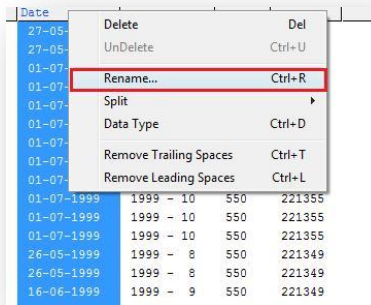 Date
27-05-
27-05-
01-07-
01-07-
01-07-
01-07-
01-07-
01-07-
01-07-
Delete Del
UnDelete Ctrl+U
Rename... Ctrl+R
Split
Data Type Ctrl+D
Remove Trailing Spaces Ctrl+T
Remove Leading Spaces Ctrl+L
01-07-1999 1999 - 10 550 221355
01-07-1999 1999 - 10 550 221355
01-07-1999 1999 - 10 550 221355
26-05-1999 1999 - 8 550 221349
26-05-1999 1999 - 8 550 221349
16-06-1999 1999 - 9 550 221349